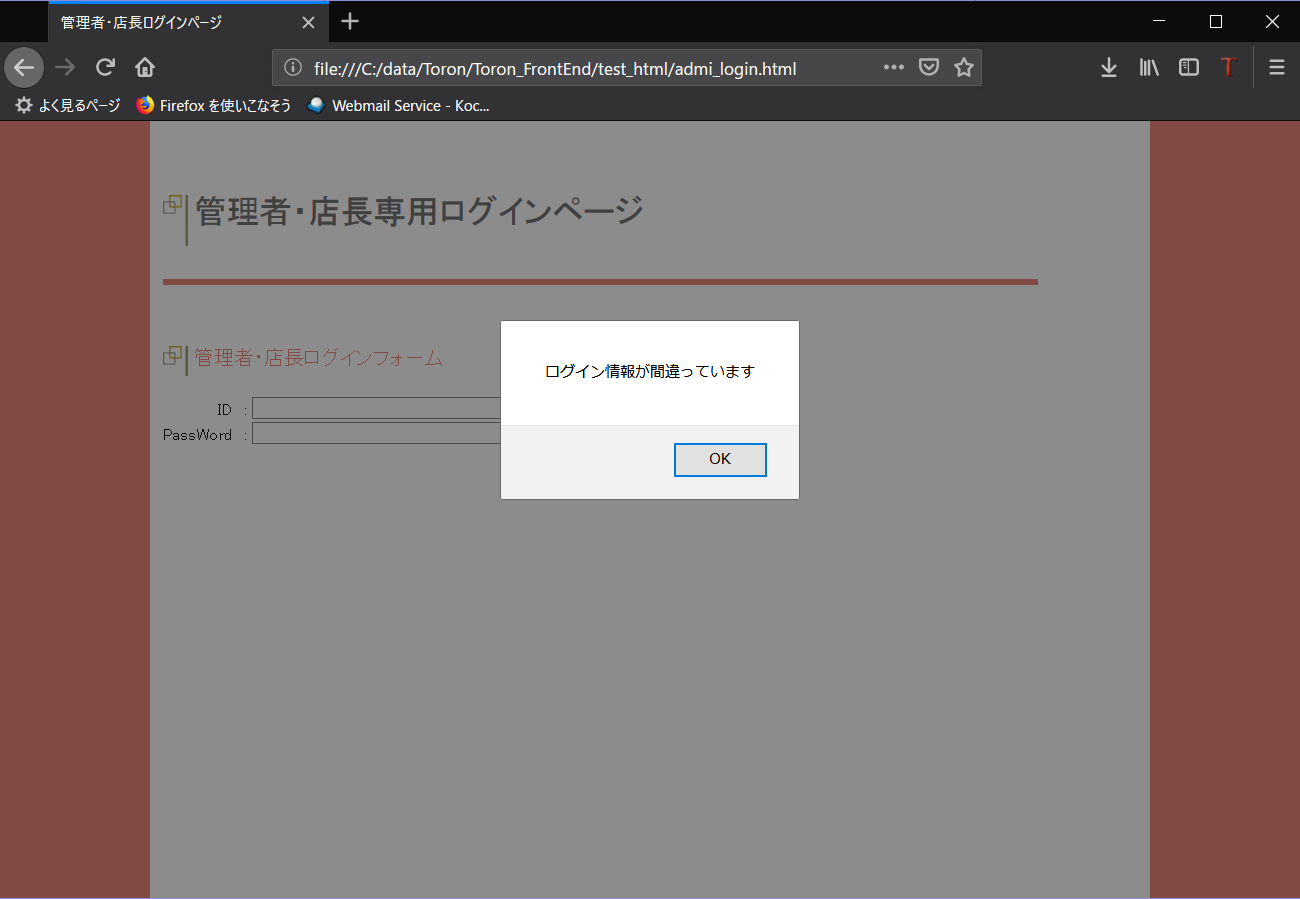 管理者・店長ログインページ
file:///C:/data/Toron/Toron_FrontEnd/test_html/admi_login.html
よく見るページ Firefox を使いこなそう Webmail Service - Koc...
管理者・店長専用ログインページ
管理者・店長ログインフォーム
ID :
PassWord :
ログイン情報が間違っています
OK